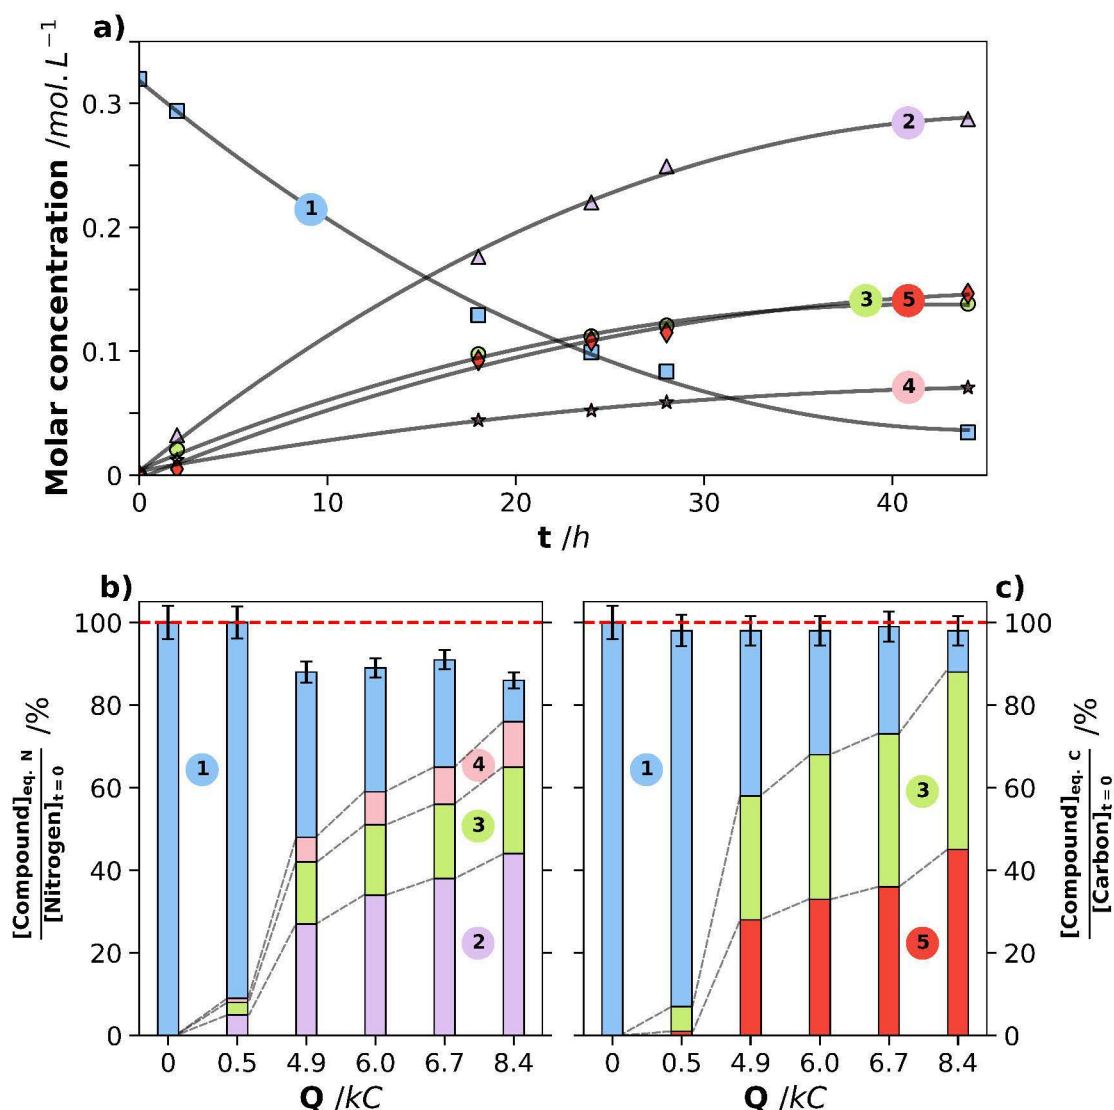 a)
Molar concentration /mol. L⁻¹
0.3
0.2
0.1
0
1
2
3 5
4
0 10 20 30 40
t /h
b)
[Compound]eq. N
[Nitrogen]t=0
/%
100
80
60
40
20
0
1
4
3
2
0 0.5 4.9 6.0 6.7 8.4
Q /kC
c)
1
3
5
100
80
60
40
20
0
[Compound]eq. C
[Carbon]t=0
/%
0 0.5 4.9 6.0 6.7 8.4
Q /kC